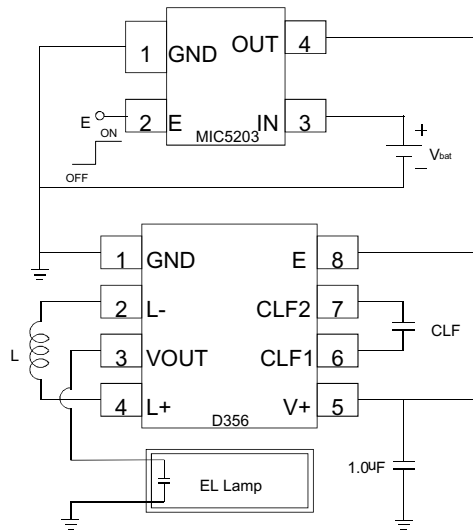 1 GND OUT 4
E 2 E IN 3
ON
OFF
MIC5203
+
Vbat
−
1 GND E 8
2 L- CLF2 7
CLF
L
3 VOUT CLF1 6
4 L+ V+ 5
D356
1.0uF
EL Lamp